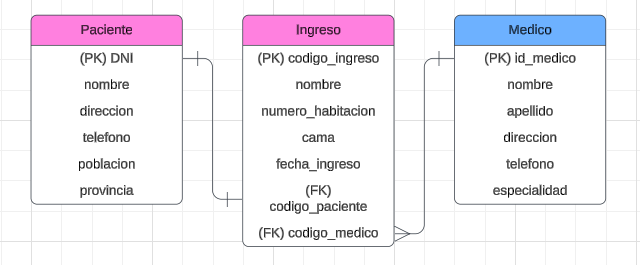 Paciente
(PK) DNI
nombre
direccion
telefono
poblacion
provincia
Ingreso
(PK) codigo_ingreso
nombre
numero_habitacion
cama
fecha_ingreso
(FK)
codigo_paciente
(FK) codigo_medico
Medico
(PK) id_medico
nombre
apellido
direccion
telefono
especialidad